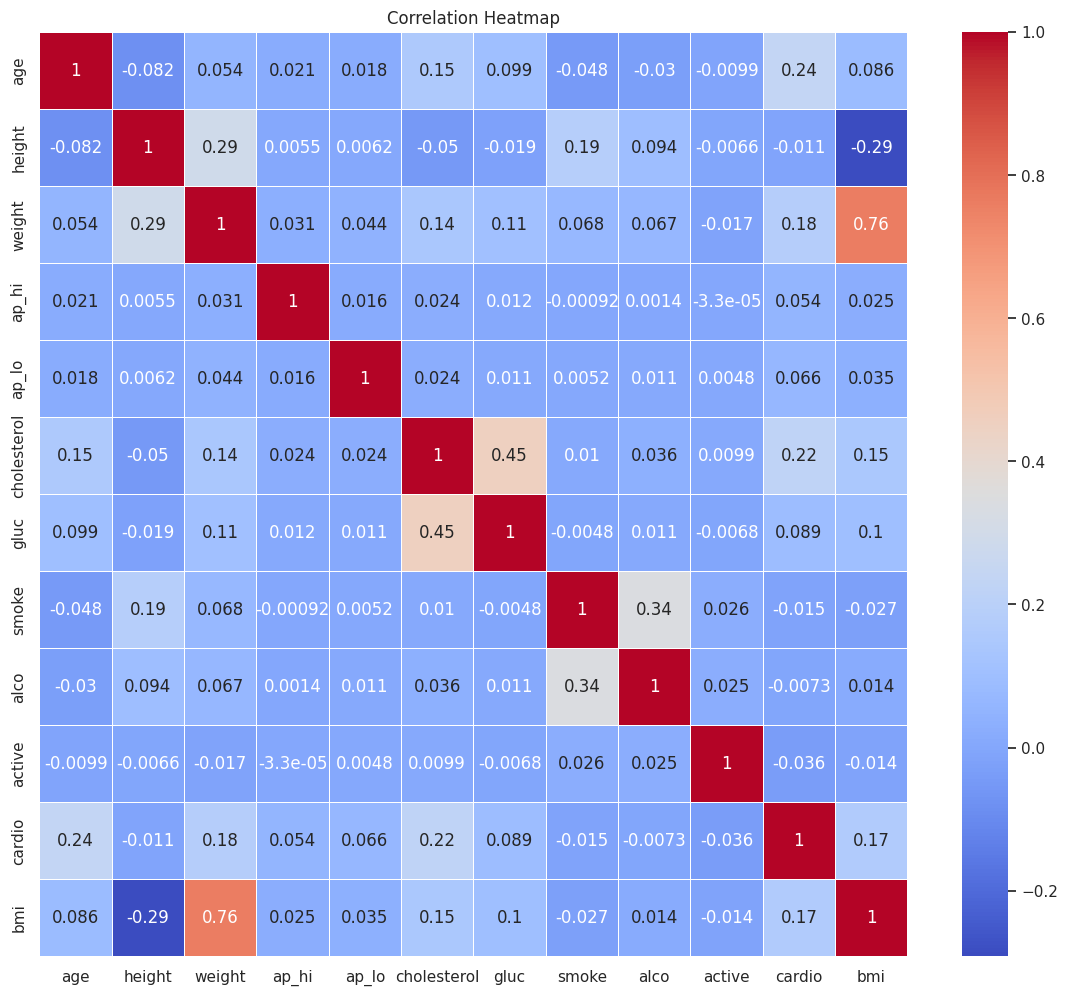 Correlation Heatmap
age 1 -0.082 0.054 0.021 0.018 0.15 0.099 -0.048 -0.03 -0.0099 0.24 0.086
height -0.082 1 0.29 0.0055 0.0062 -0.05 -0.019 0.19 0.094 -0.0066 -0.011 -0.29
weight 0.054 0.29 1 0.031 0.044 0.14 0.11 0.068 0.067 -0.017 0.18 0.76
ap_hi 0.021 0.0055 0.031 1 0.016 0.024 0.012 -0.00092 0.0014 -3.3e-05 0.054 0.025
ap_lo 0.018 0.0062 0.044 0.016 1 0.024 0.011 0.0052 0.011 0.0048 0.066 0.035
cholesterol 0.15 -0.05 0.14 0.024 0.024 1 0.45 0.01 0.036 0.0099 0.22 0.15
gluc 0.099 -0.019 0.11 0.012 0.011 0.45 1 -0.0048 0.011 -0.0068 0.089 0.1
smoke -0.048 0.19 0.068 -0.00092 0.0052 0.01 -0.0048 1 0.34 0.026 -0.015 -0.027
alco -0.03 0.094 0.067 0.0014 0.011 0.036 0.011 0.34 1 0.025 -0.0073 0.014
active -0.0099 -0.0066 -0.017 -3.3e-05 0.0048 0.0099 -0.0068 0.026 0.025 1 -0.036 -0.014
cardio 0.24 -0.011 0.18 0.054 0.066 0.22 0.089 -0.015 -0.0073 -0.036 1 0.17
bmi 0.086 -0.29 0.76 0.025 0.035 0.15 0.1 -0.027 0.014 -0.014 0.17 1
age height weight ap_hi ap_lo cholesterol gluc smoke alco active cardio bmi
1.0
0.8
0.6
0.4
0.2
0.0
−0.2